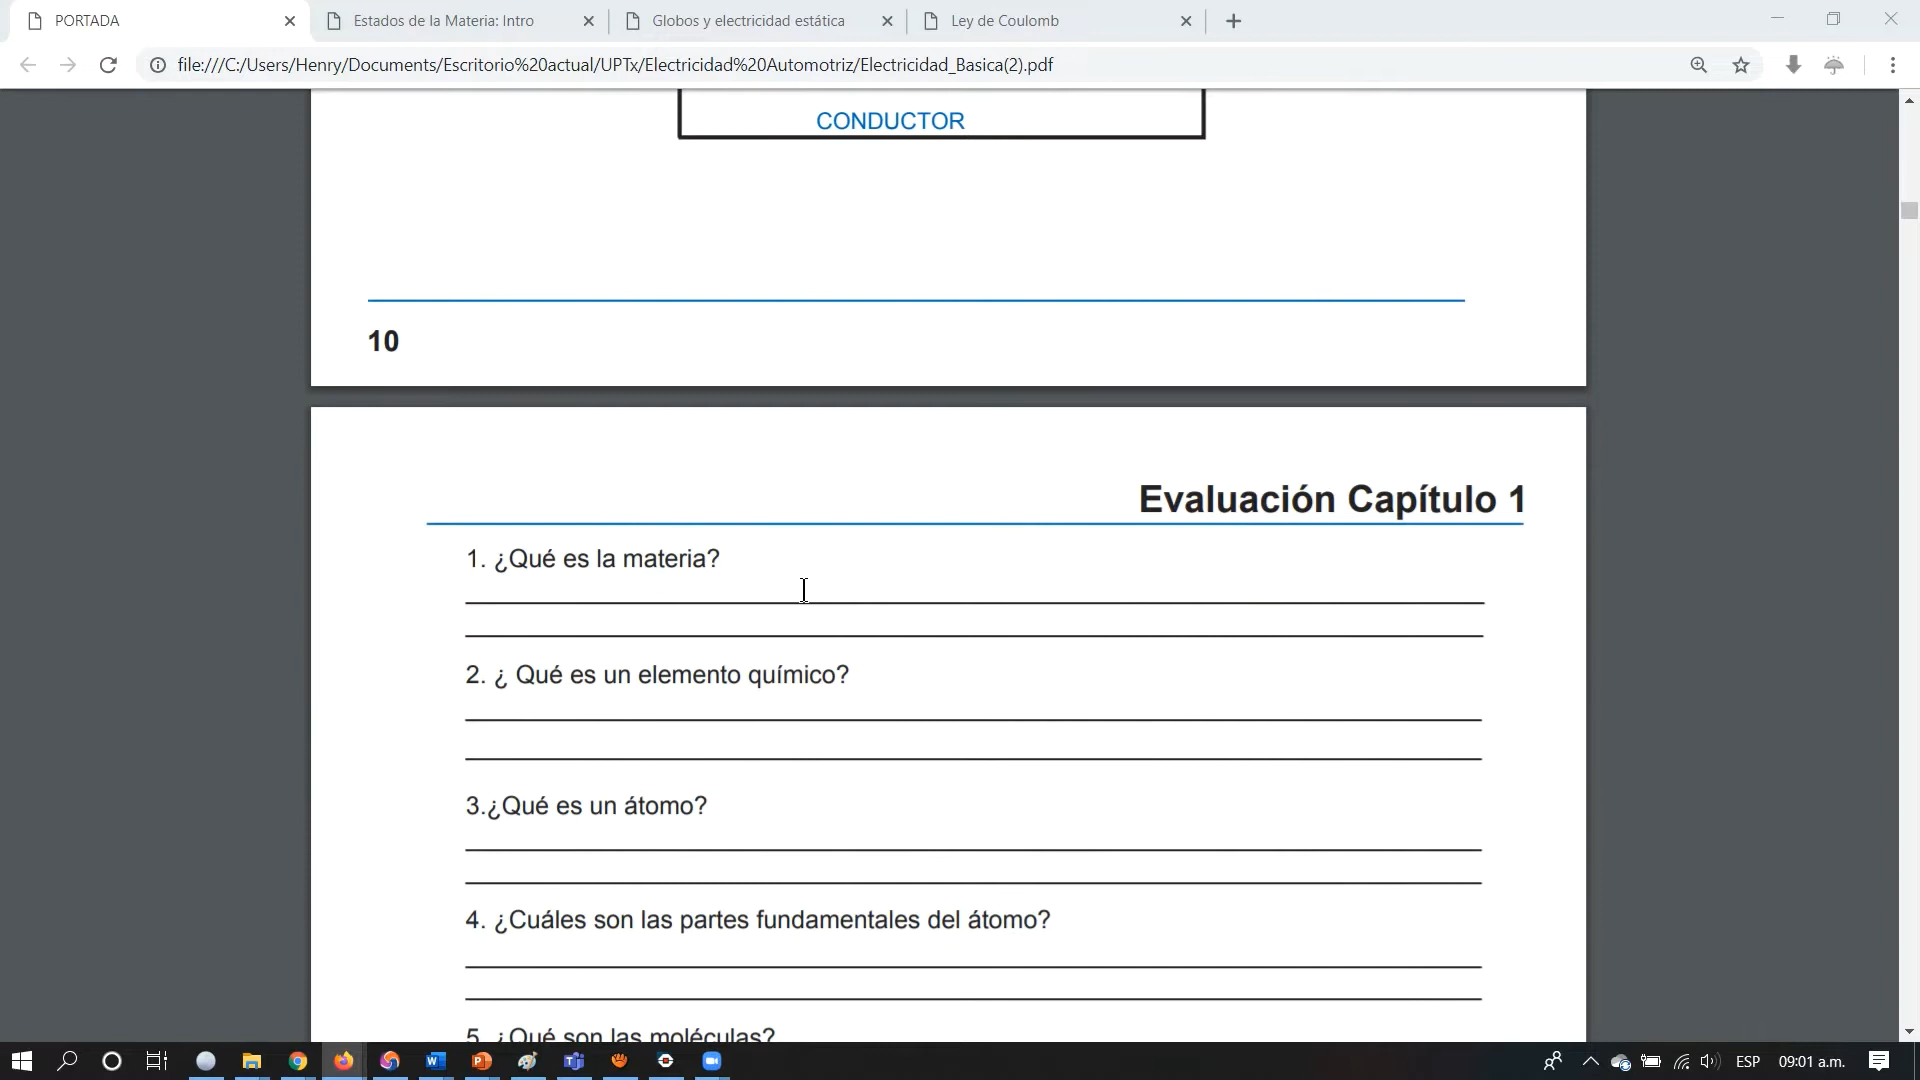 PORTADA
Estados de la Materia: Intro
Globos y electricidad estática
Ley de Coulomb
file:///C:/Users/Henry/Documents/Escritorio%20actual/UPTx/Electricidad%20Automotriz/Electricidad_Basica(2).pdf
CONDUCTOR
10
Evaluación Capítulo 1
1. ¿Qué es la materia?
2. ¿ Qué es un elemento químico?
3.¿Qué es un átomo?
4. ¿Cuáles son las partes fundamentales del átomo?
5. ¿Qué son las moléculas?
ESP
09:01 a.m.